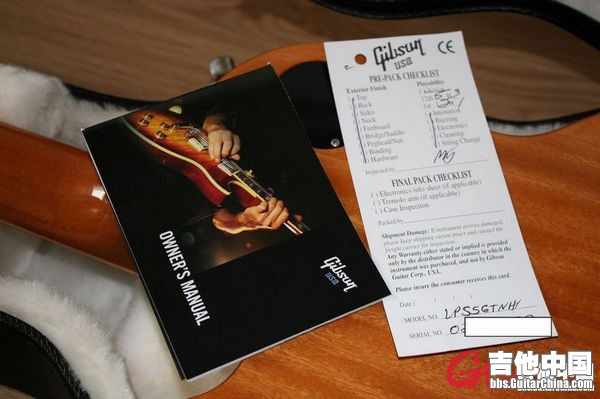 OWNER'S MANUAL
Gibson
USA
Gibson
USA
CE
PRE-PACK CHECKLIST
Exterior Finish
Playability
Top
Back
12th
Sides
1st
Neck
Intonation
Fretboard
Buzzing
Bridge/Saddle
Electronics
Peghead/Nut
Cleaning
Binding
String Change
Hardware
Inspected by
FINAL PACK CHECKLIST
( ) Electronics info sheet (if applicable)
( ) Tremolo arm (if applicable)
( ) Case Inspection
Packed by
Shipment Damage: If instrument errives damaged,
please keep shipping carton intact and contact the
freight carrier for inspection.
Any Warranty either stated or implied is provided
only by the distributor in the country in which the
instrument was purchased, and not by Gibson
Guitar Corp., USA.
Please insure the consumer receives this card.
Date ( )
MODEL NO. LPSSGTNH1
SERIAL NO. 0
吉他中国
bbs.GuitarChina.com